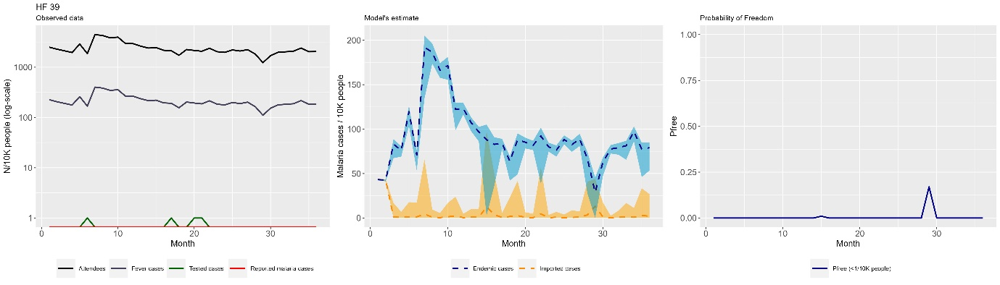 HF 39
Observed data
N/10K people (log-scale)
1000
100
10
1
0
10
20
30
Month
Attendees
Fever cases
Tested cases
Reported malaria cases
Model's estimate
Malaria cases / 10K people
200
150
100
50
0
0
10
20
30
Month
Endemic cases
Imported cases
Probability of Freedom
Pfree
1.00
0.75
0.50
0.25
0.00
0
10
20
30
Month
Pfree (<1/10K people)